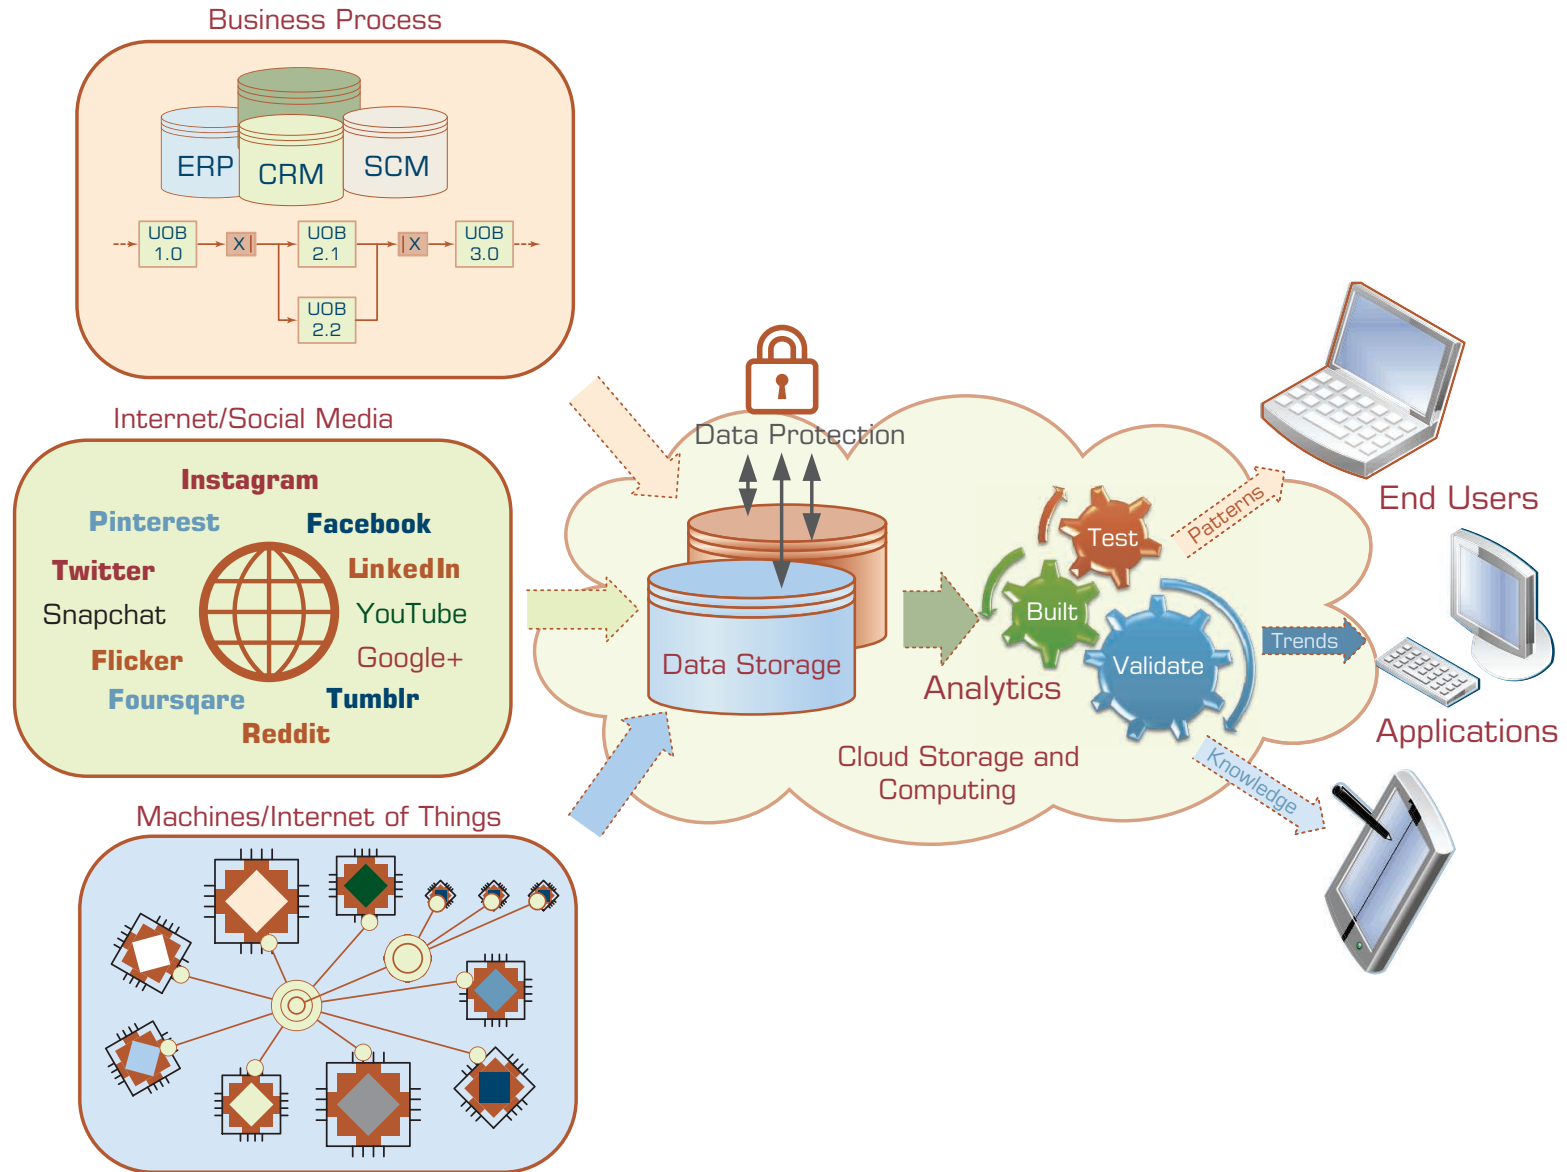 Business Process
ERP
CRM
SCM
UOB
1.0
X|
UOB
2.1
|X
UOB
3.0
UOB
2.2
Internet/Social Media
Instagram
Pinterest
Facebook
Twitter
LinkedIn
Snapchat
YouTube
Flicker
Google+
Foursqare
Tumblr
Reddit
Machines/Internet of Things
Data Protection
Data Storage
Analytics
Test
Built
Validate
Cloud Storage and
Computing
Patterns
Trends
Knowledge
End Users
Applications